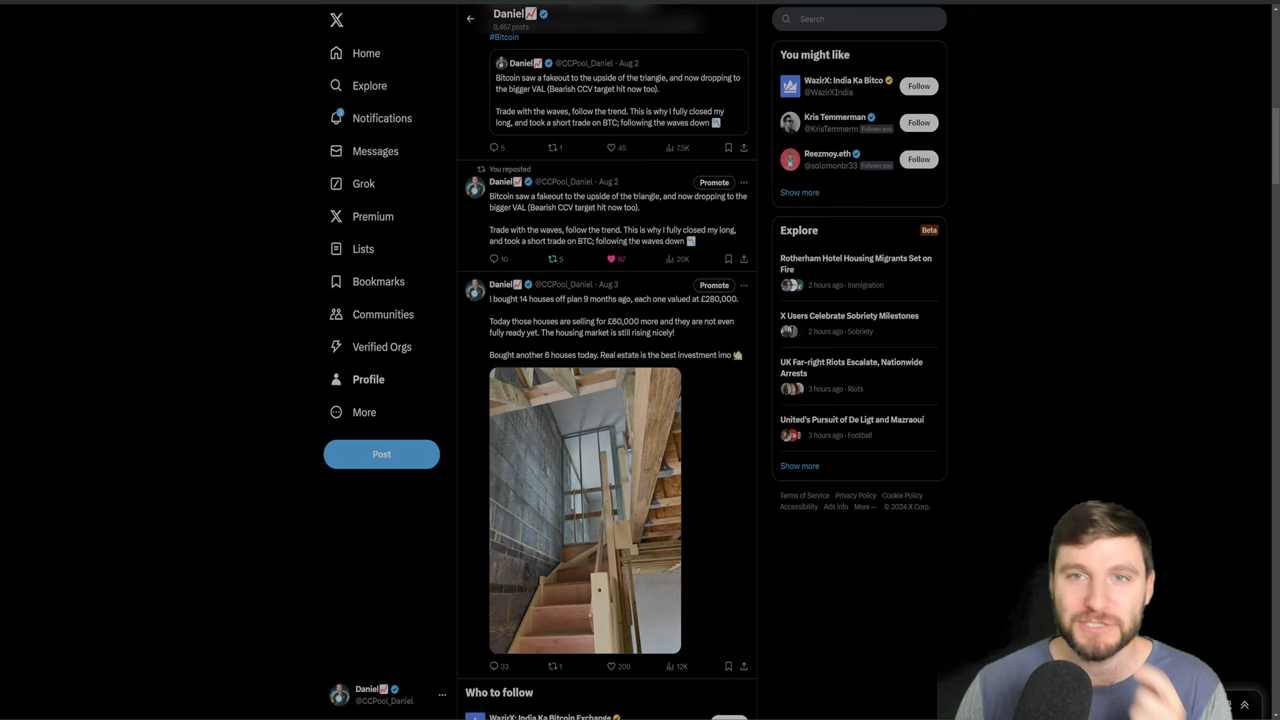 Home
Explore
Notifications
Messages
Grok
Premium
Lists
Bookmarks
Communities
Verified Orgs
Profile
More
Post
Daniel
@CCPool_Daniel
Daniel
9,467 posts
#Bitcoin
Daniel @CCPool_Daniel · Aug 2
Bitcoin saw a fakeout to the upside of the triangle, and now dropping to
the bigger VAL (Bearish CCV target hit now too).
Trade with the waves, follow the trend. This is why I fully closed my
long, and took a short trade on BTC; following the waves down
5 1 45 7.5K
You reposted
Daniel @CCPool_Daniel · Aug 2 Promote
Bitcoin saw a fakeout to the upside of the triangle, and now dropping to the
bigger VAL (Bearish CCV target hit now too).
Trade with the waves, follow the trend. This is why I fully closed my long,
and took a short trade on BTC; following the waves down
10 5 67 20K
Daniel @CCPool_Daniel · Aug 3 Promote
I bought 14 houses off plan 9 months ago, each one valued at £280,000.
Today those houses are selling for £60,000 more and they are not even
fully ready yet. The housing market is still rising nicely!
Bought another 6 houses today. Real estate is the best investment imo
33 1 209 12K
Who to follow
WazirX: India Ka Bitcoin Exchange
Search
You might like
WazirX: India Ka Bitco Follow
@WazirXIndia
Kris Temmerman Follow
@KrisTemmerm Follows you
Reezmoy.eth Follow
@solomonbr33 Follows you
Show more
Explore Beta
Rotherham Hotel Housing Migrants Set on
Fire
2 hours ago · Immigration
X Users Celebrate Sobriety Milestones
2 hours ago · Sobriety
UK Far-right Riots Escalate, Nationwide
Arrests
3 hours ago · Riots
United's Pursuit of De Ligt and Mazraoui
3 hours ago · Football
Show more
Terms of Service Privacy Policy Cookie Policy
Accessibility Ads Info More ··· © 2024 X Corp.